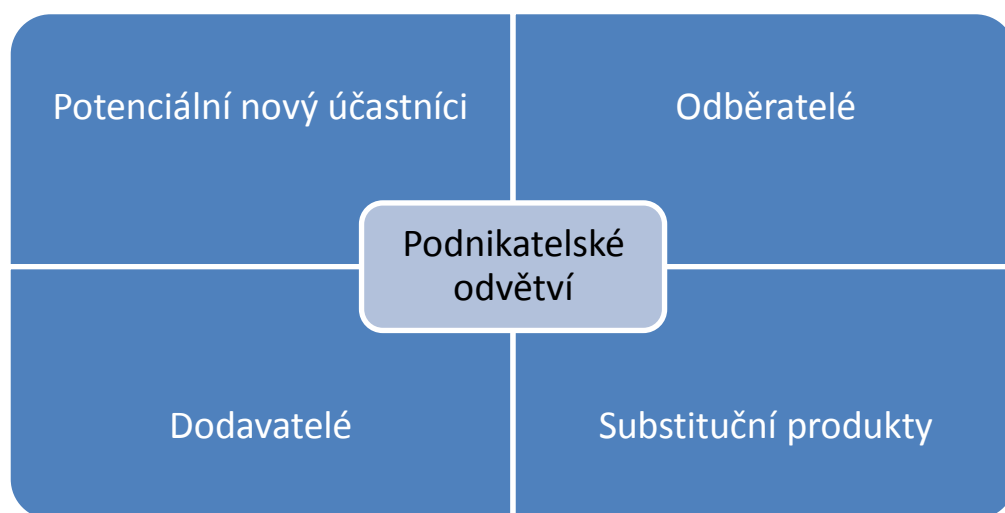 Potenciální nový účastníci
Odběratelé
Podnikatelské
odvětví
Dodavatelé
Substituční produkty